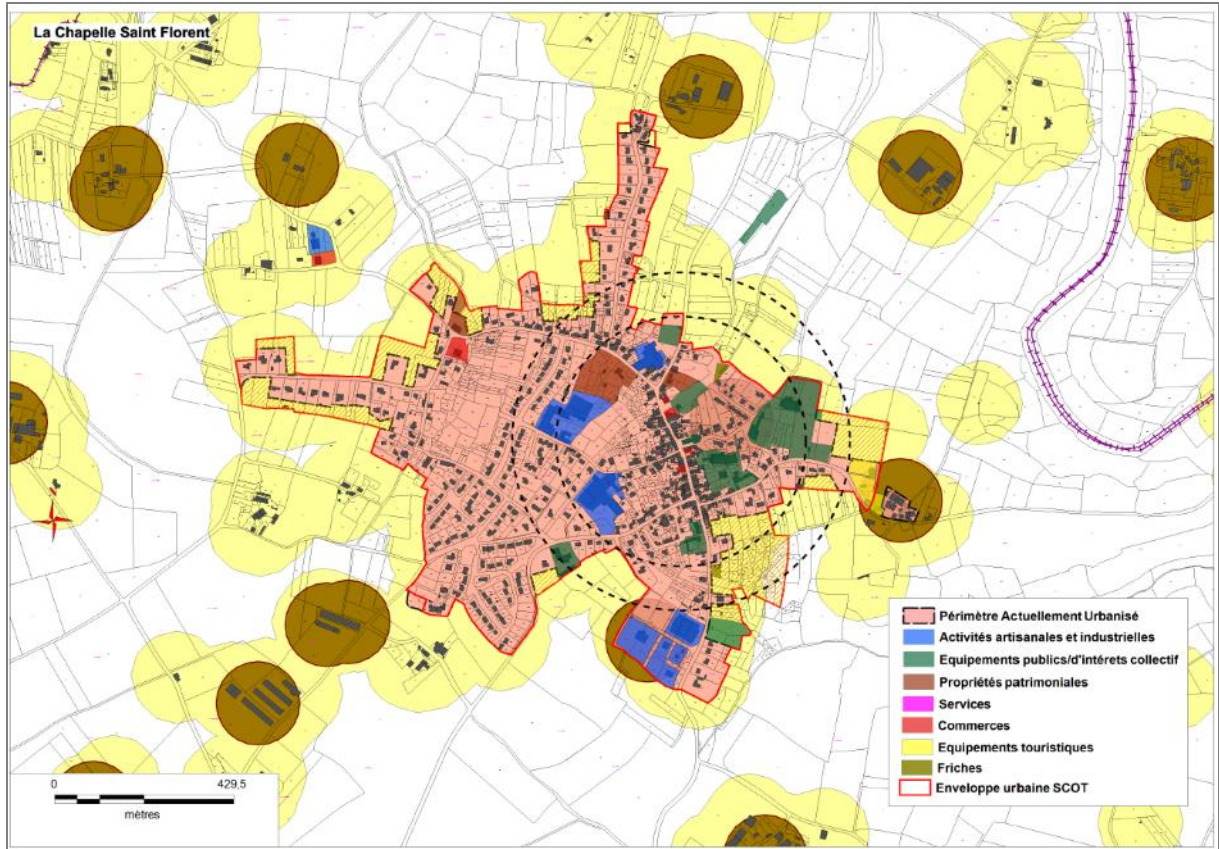 La Chapelle Saint Florent
Périmètre Actuellement Urbanisé
Activités artisanales et industrielles
Equipements publics/d'intérets collectif
Propriétés patrimoniales
Services
Commerces
Equipements touristiques
Friches
Enveloppe urbaine SCOT
0 429,5
mètres